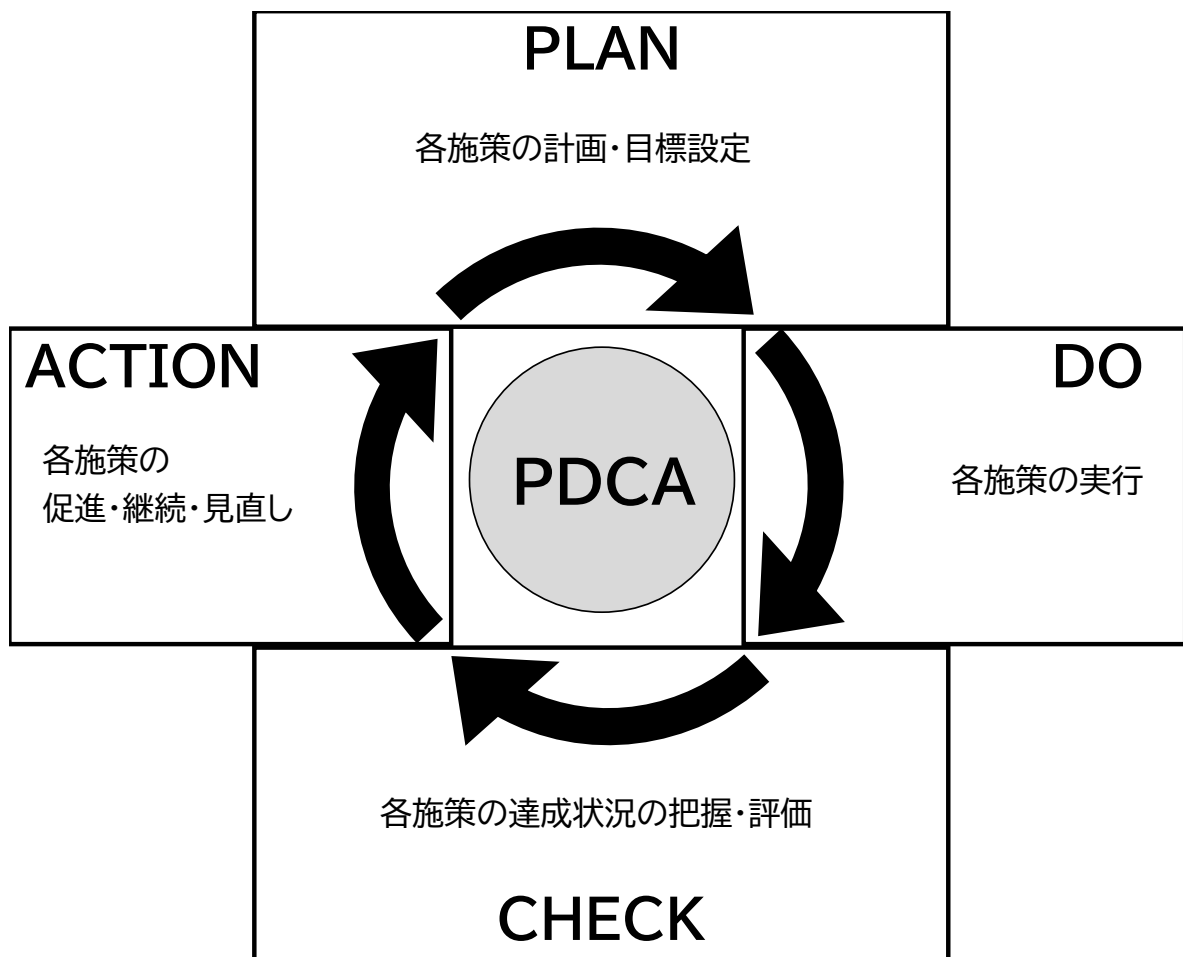 PLAN
各施策の計画・目標設定
ACTION
各施策の
促進・継続・見直し
PDCA
DO
各施策の実行
各施策の達成状況の把握・評価
CHECK